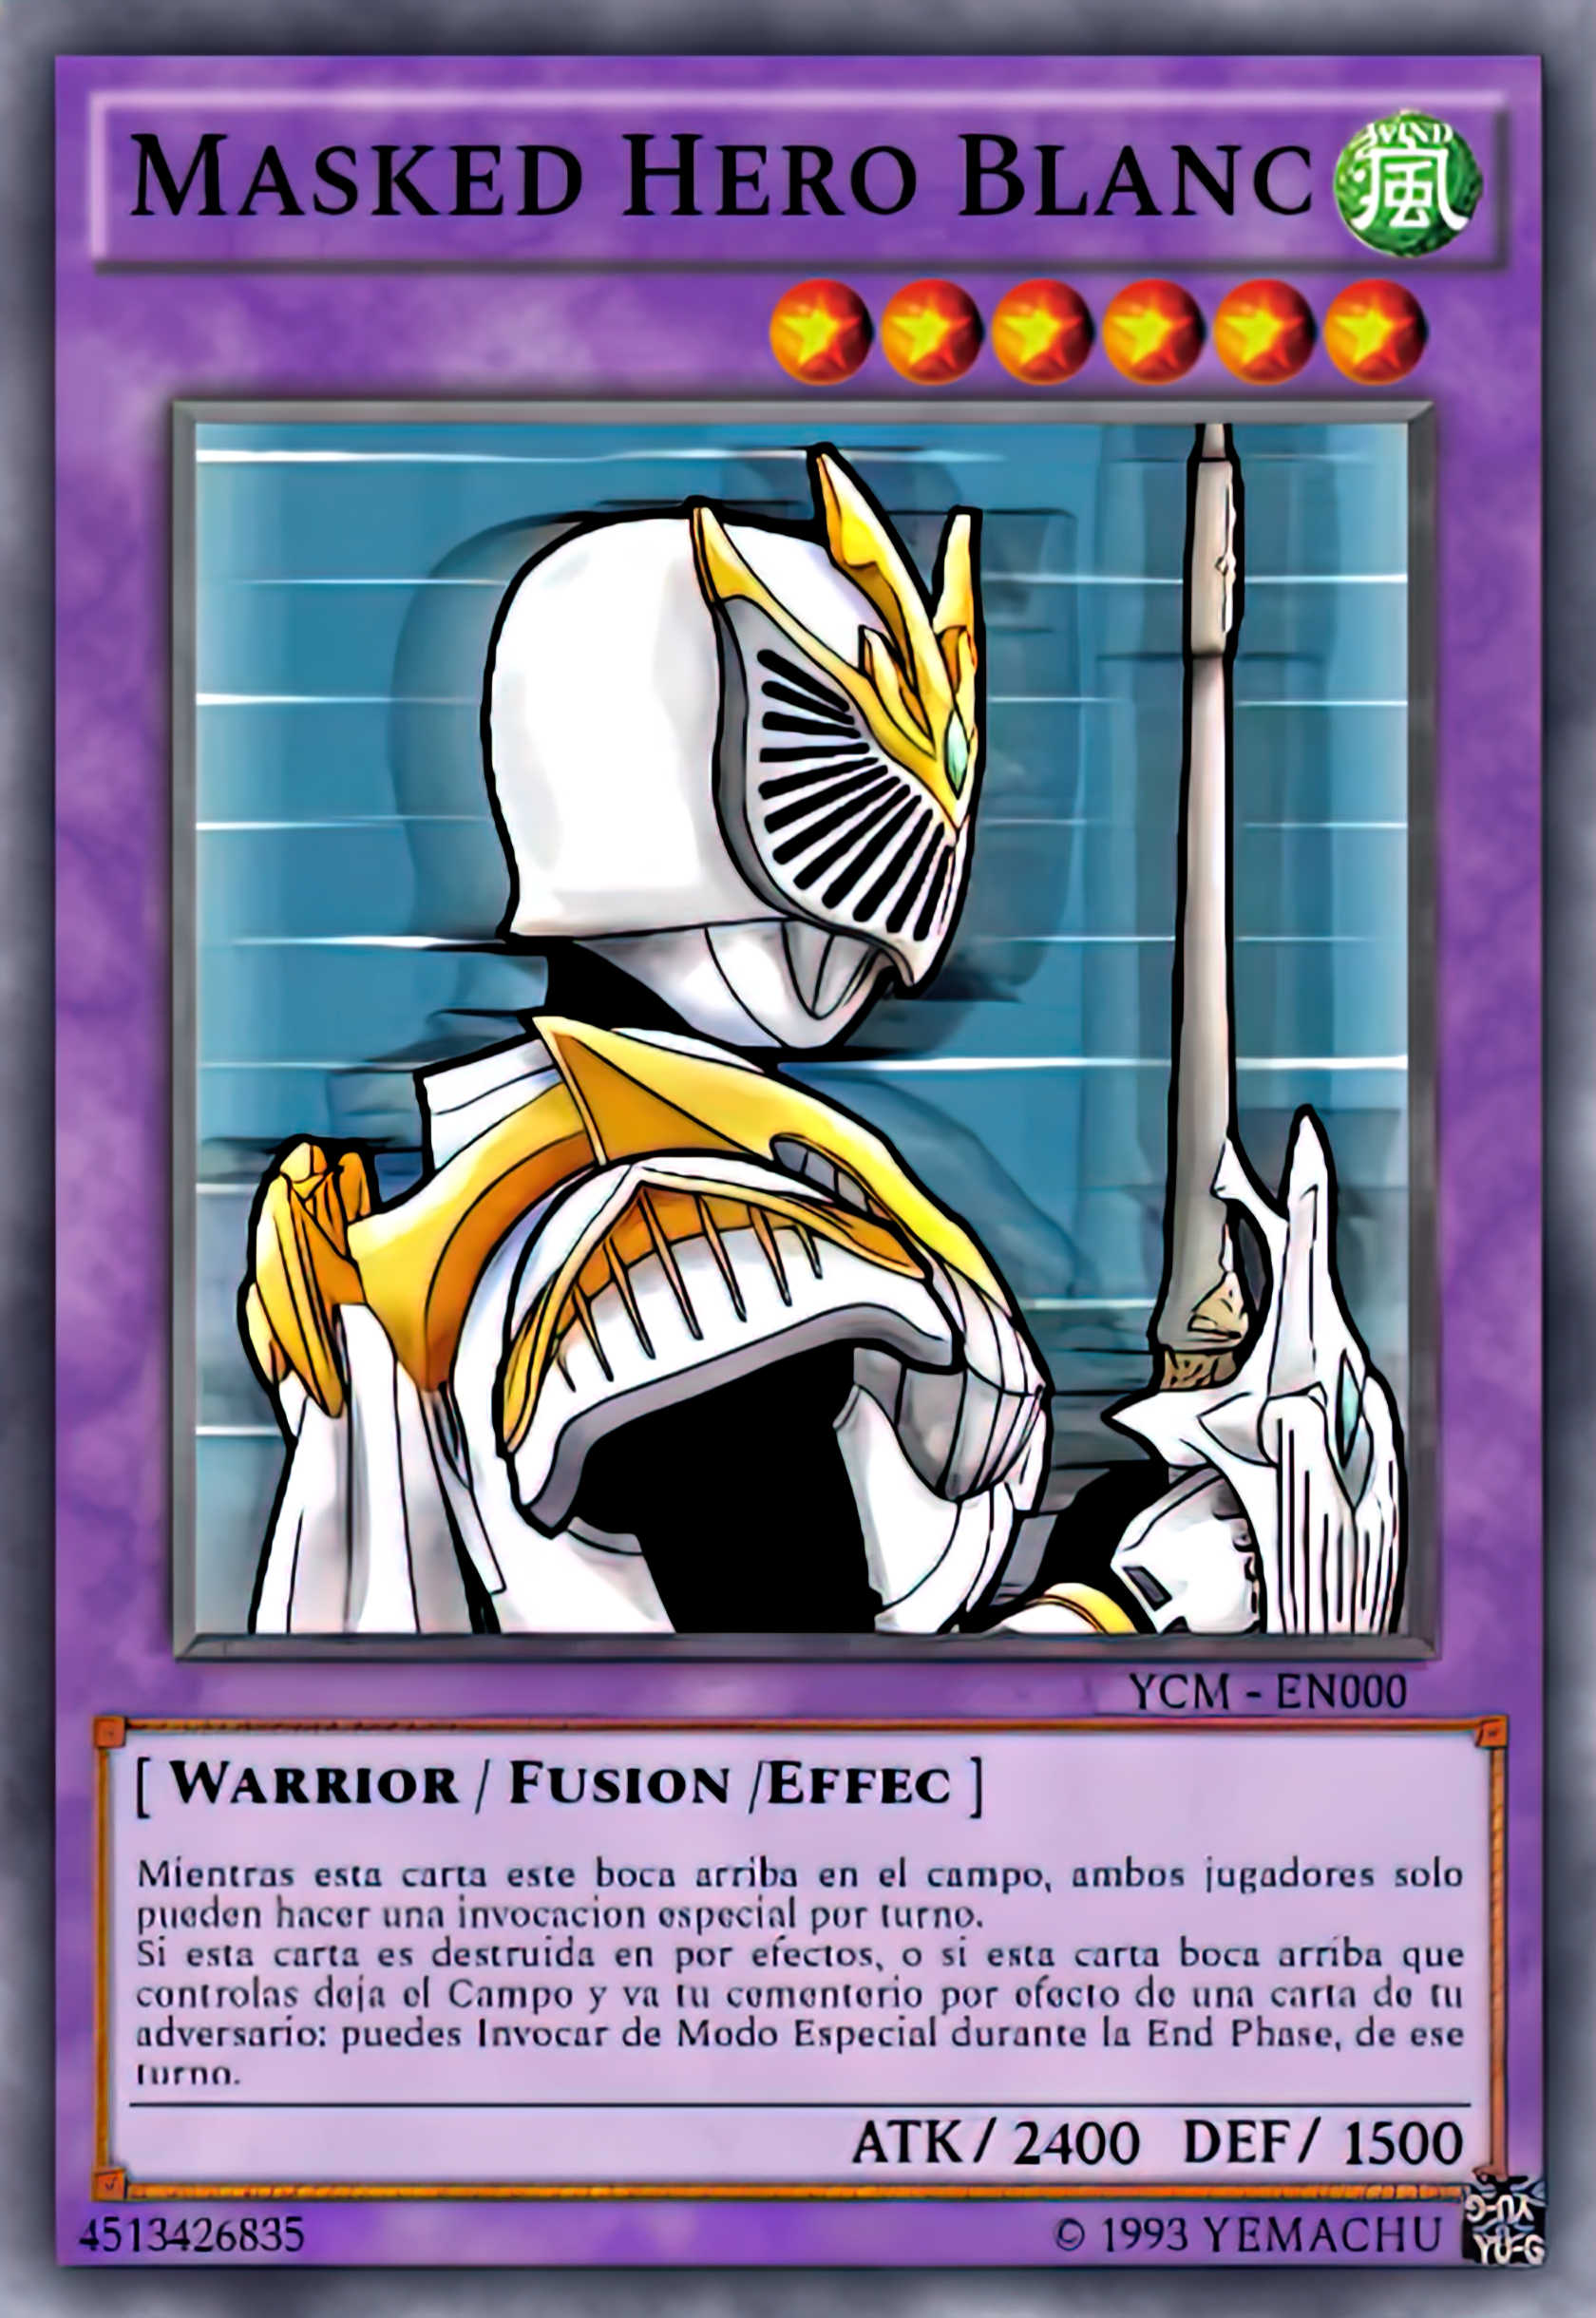 MASKED HERO BLANC
WIND
風
YCM - EN000
[ WARRIOR / FUSION /EFFEC ]
Mientras esta carta este boca arriba en el campo, ambos jugadores solo
pueden hacer una invocacion especial por turno.
Si esta carta es destruida en por efectos, o si esta carta boca arriba que
controlas deja el Campo y va tu cementerio por efecto de una carta de tu
adversario: puedes Invocar de Modo Especial durante la End Phase, de ese
turno.
ATK/ 2400 DEF/ 1500
4513426835
© 1993 YEMACHU